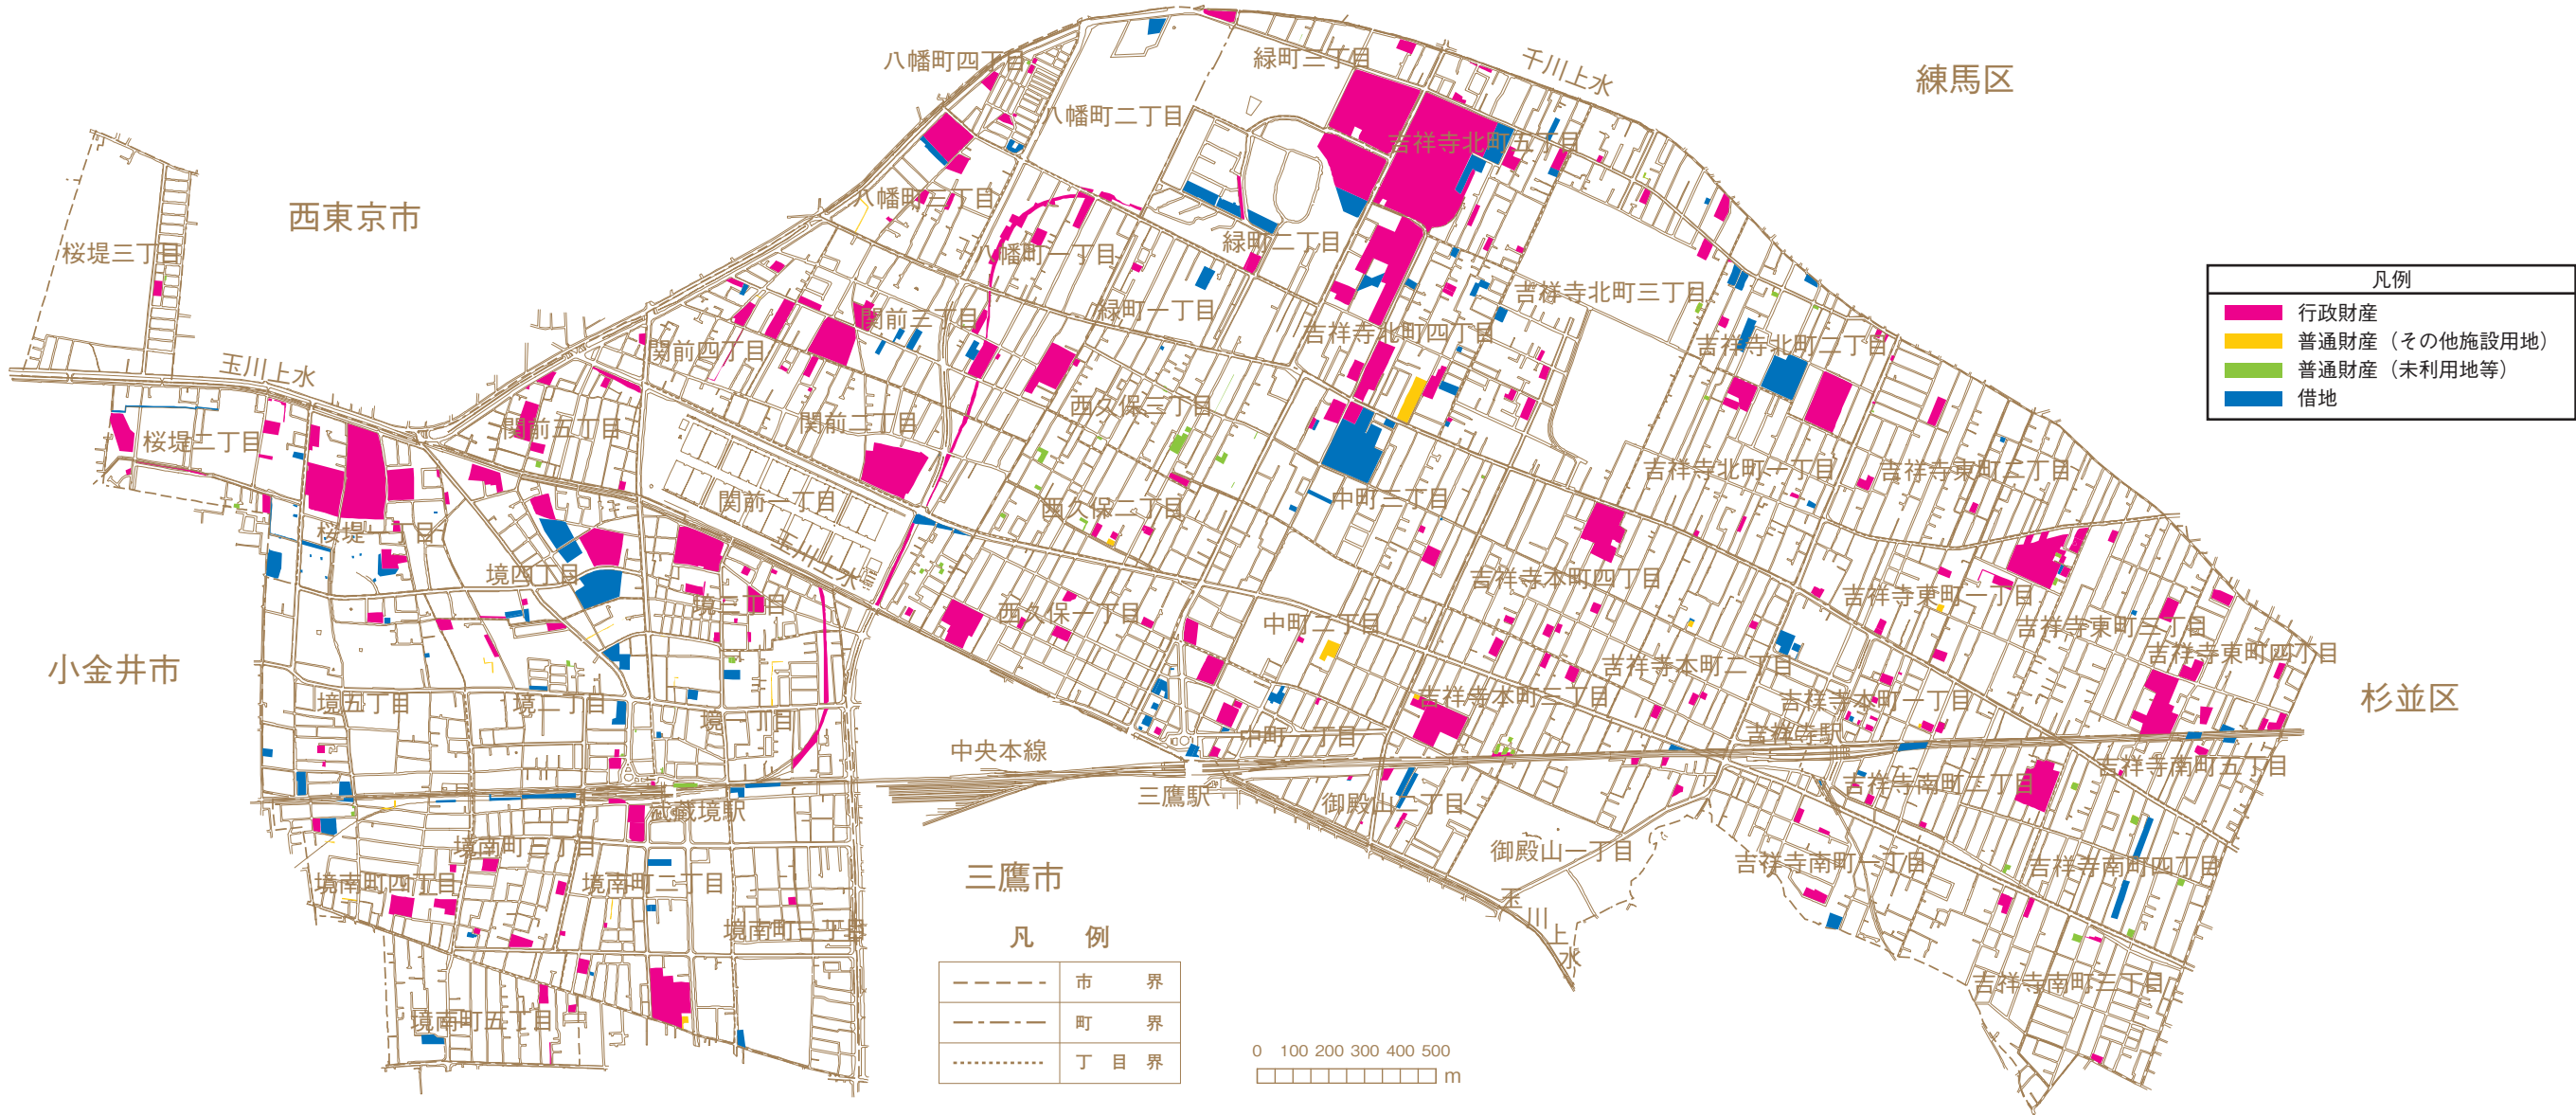 八幡町四丁目
緑町三丁目
千川上水
練馬区
八幡町二丁目
吉祥寺北町五丁目
西東京市
八幡町三丁目
桜堤三丁目
八幡町一丁目
緑町二丁目
凡例
行政財産
普通財産（その他施設用地）
普通財産（未利用地等）
借地
吉祥寺北町三丁目
緑町一丁目
関前三丁目
吉祥寺北町四丁目
吉祥寺北町二丁目
関前四丁目
玉川上水
西久保三丁目
関前二丁目
関前五丁目
桜堤二丁目
吉祥寺北町一丁目
吉祥寺東町二丁目
関前一丁目
中町三丁目
西久保二丁目
桜堤一丁目
玉川上水
境四丁目
吉祥寺本町四丁目
吉祥寺東町一丁目
境三丁目
西久保一丁目
中町二丁目
吉祥寺東町三丁目
吉祥寺東町四丁目
小金井市
吉祥寺本町二丁目
杉並区
境五丁目
境二丁目
境一丁目
吉祥寺本町三丁目
吉祥寺本町一丁目
吉祥寺駅
中町一丁目
中央本線
吉祥寺南町五丁目
吉祥寺南町二丁目
三鷹駅
御殿山二丁目
武蔵境駅
境南町三丁目
御殿山一丁目
吉祥寺南町一丁目
吉祥寺南町四丁目
三鷹市
境南町四丁目
境南町二丁目
玉川上水
境南町一丁目
凡 例
市 界
町 界
丁 目 界
吉祥寺南町三丁目
境南町五丁目
0 100 200 300 400 500
m